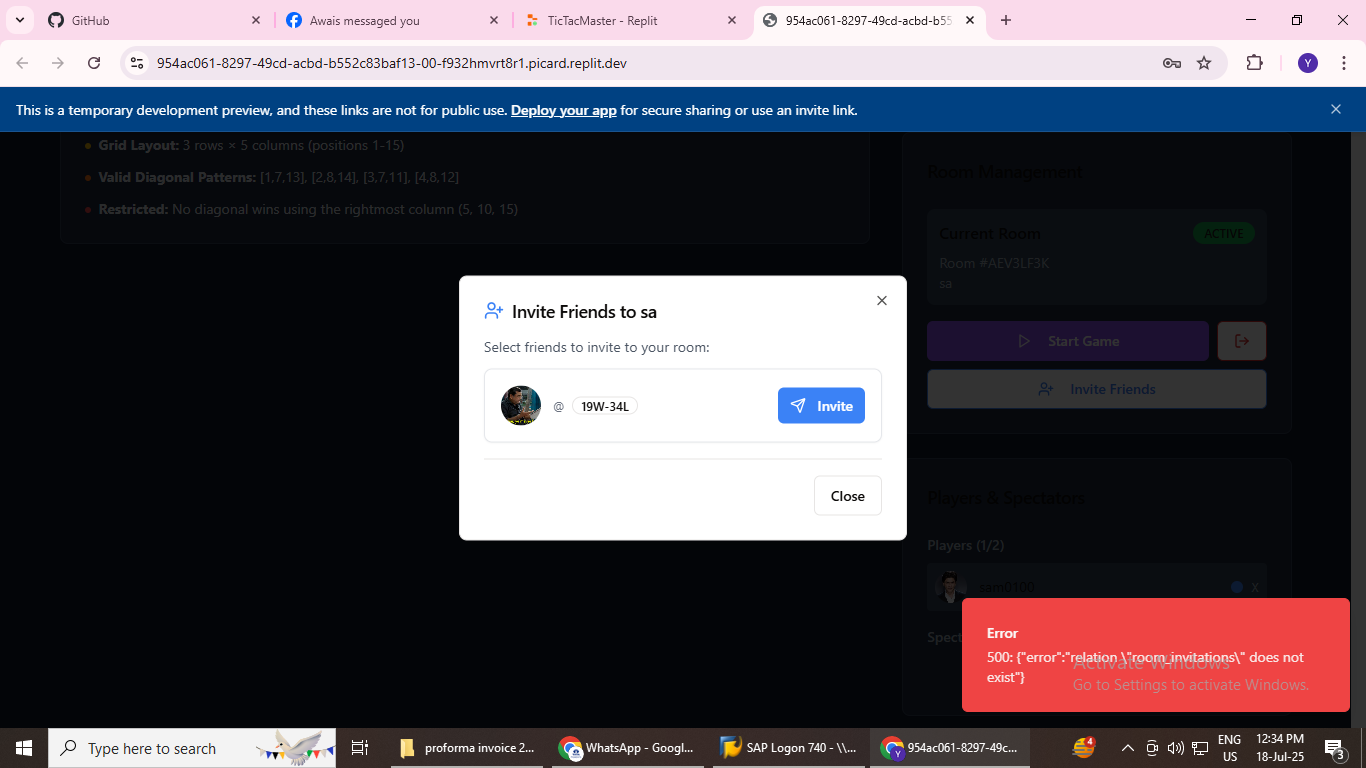 GitHub
Awais messaged you
TicTacMaster - Replit
954ac061-8297-49cd-acbd-b55
954ac061-8297-49cd-acbd-b552c83baf13-00-f932hmvrt8r1.picard.replit.dev
Y
This is a temporary development preview, and these links are not for public use. Deploy your app for secure sharing or use an invite link.
Grid Layout: 3 rows × 5 columns (positions 1-15)
Valid Diagonal Patterns: [1,7,13], [2,8,14], [3,7,11], [4,8,12]
Restricted: No diagonal wins using the rightmost column (5, 10, 15)
Room Management
Current Room
ACTIVE
Room #AEV3LF3K
sa
Start Game
Invite Friends
Invite Friends to sa
Select friends to invite to your room:
@ 19W-34L
Invite
Close
Players & Spectators
Players (1/2)
sam0100
X
Spect
Error
500: {"error":"relation \"room_invitations\" does not
exist"}
Activate Windows
Go to Settings to activate Windows.
Type here to search
proforma invoice 2...
WhatsApp - Googl...
SAP Logon 740 - \\...
954ac061-8297-49c...
4
ENG
US
12:34 PM
18-Jul-25
3